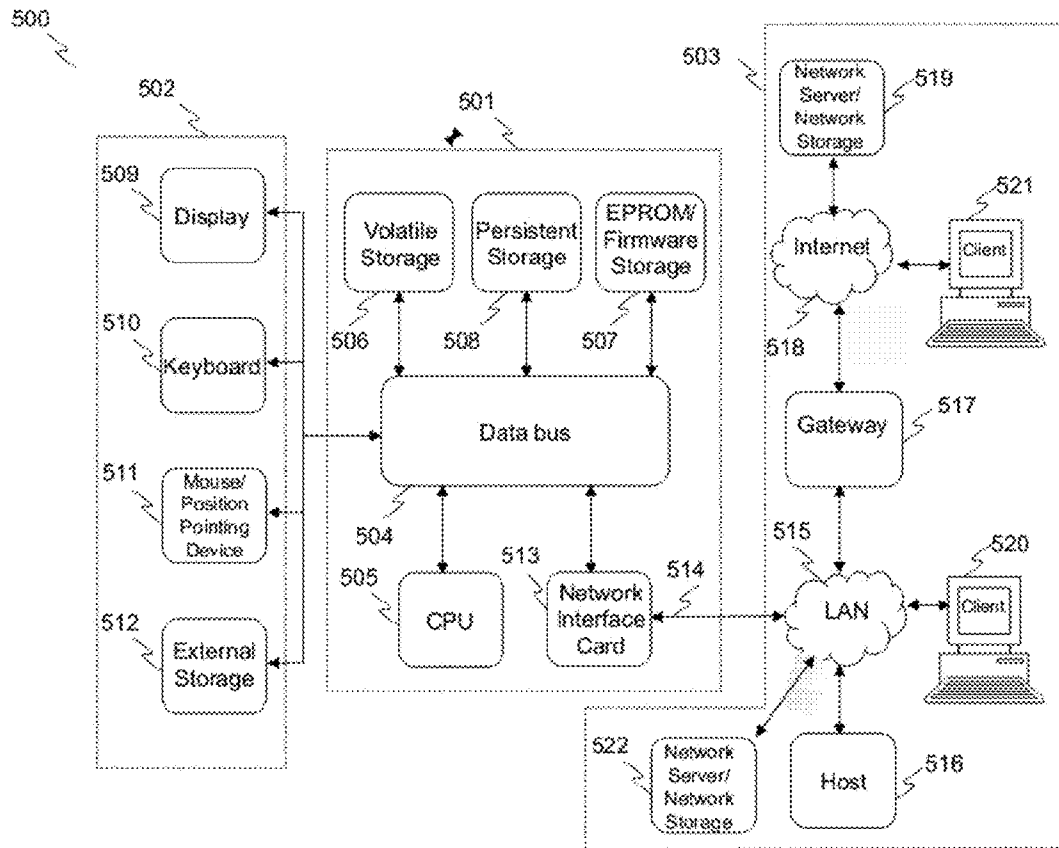 500
502
501
503
509
Display
510
Keyboard
511
Mouse/
Position
Pointing
Device
512
External
Storage
Volatile
Storage
506
Persistent
Storage
508
EPROM/
Firmware
Storage
507
Data bus
504
505
CPU
513
Network
Interface
Card
514
Network
Server/
Network
Storage
519
Internet
518
521
Client
Gateway
517
515
LAN
520
Client
522
Network
Server/
Network
Storage
Host
516